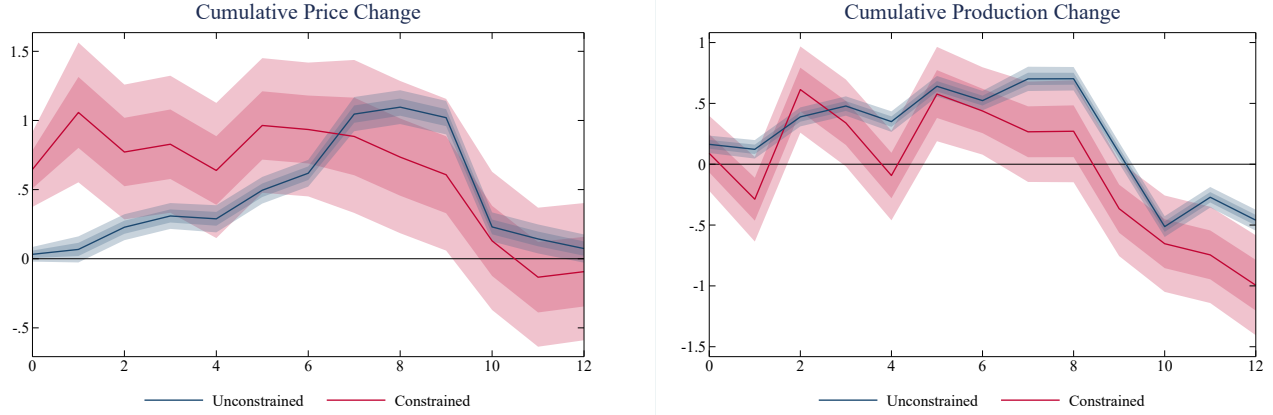 Cumulative Price Change
1.5
1
.5
0
-.5
0 2 4 6 8 10 12
Unconstrained Constrained
Cumulative Production Change
1
.5
0
-.5
-1
-1.5
0 2 4 6 8 10 12
Unconstrained Constrained